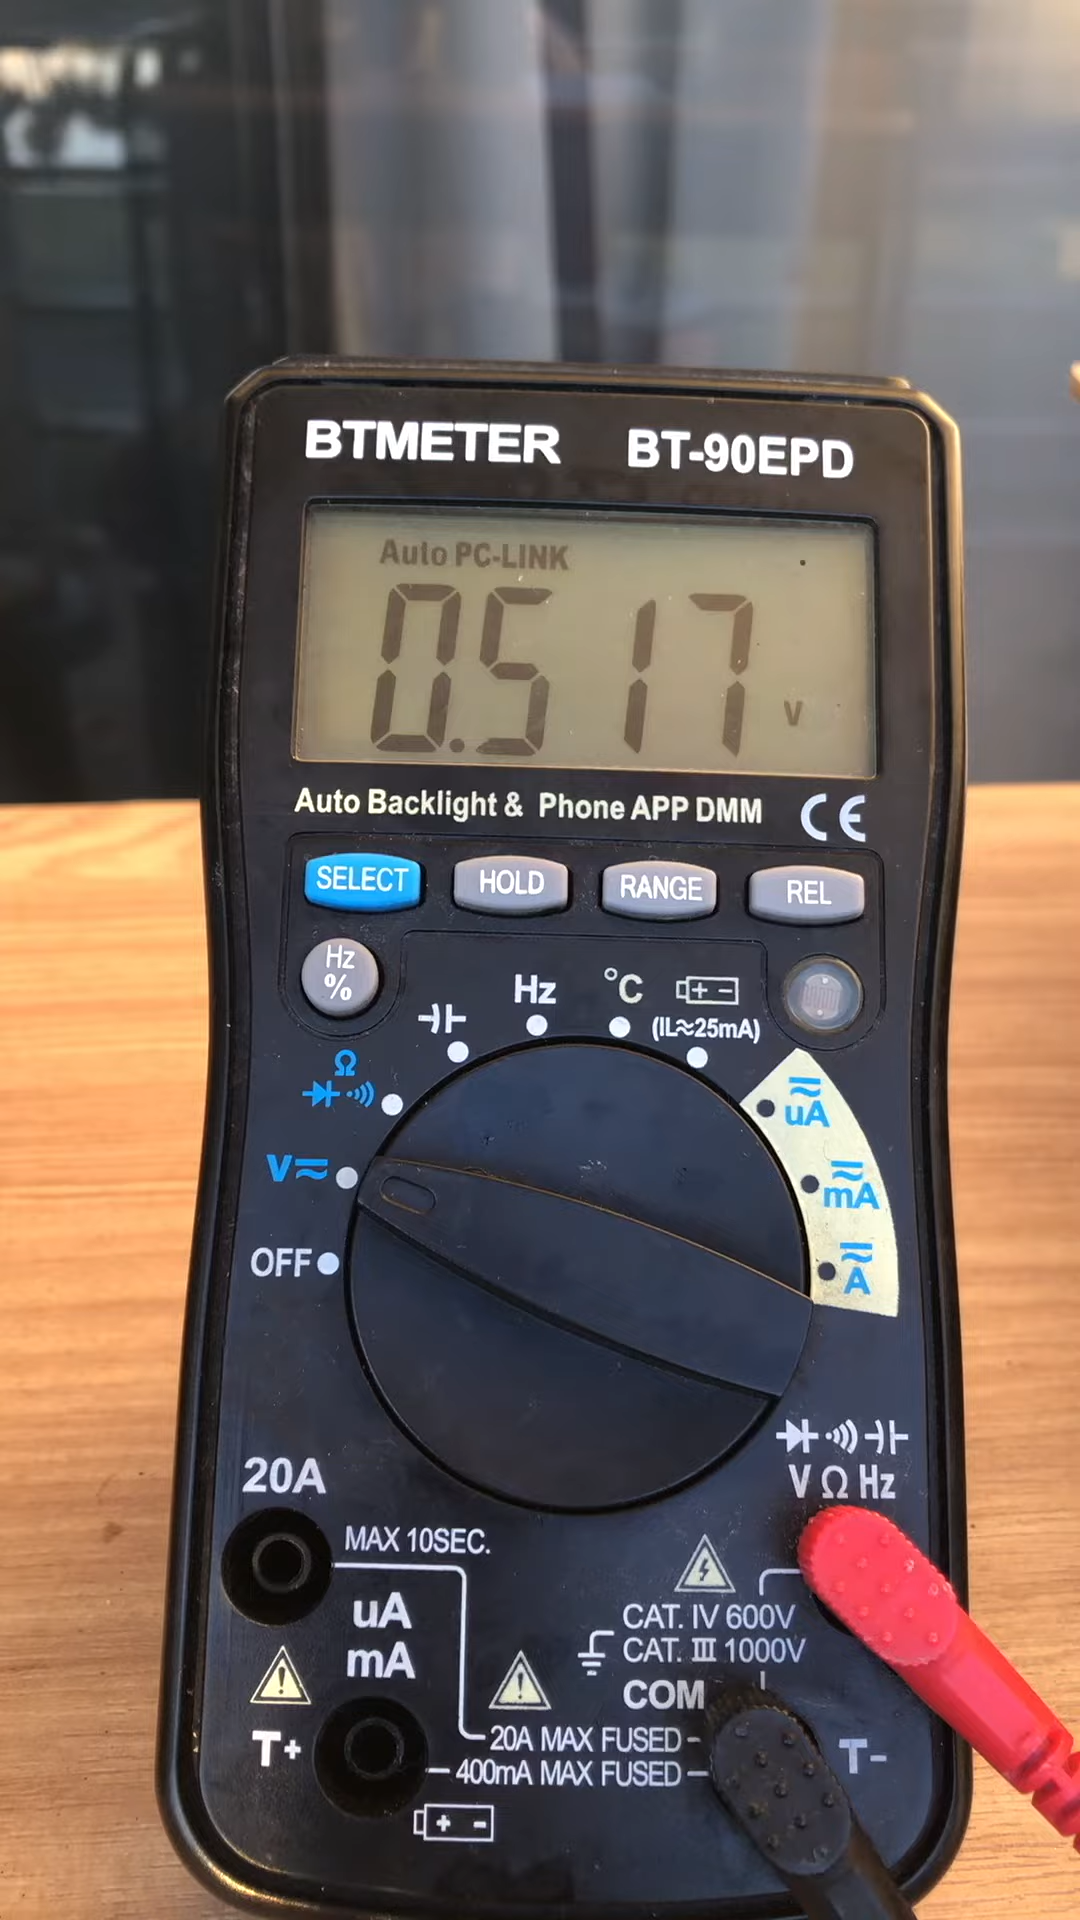 BTMETER BT-90EPD
Auto PC-LINK
0.517 V
Auto Backlight & Phone APP DMM CE
SELECT HOLD RANGE REL
Hz
%
Hz °C + -
(IL≈25mA)
Ω
uA
V
mA
OFF
A
20A
V Ω Hz
MAX 10SEC.
uA
mA
CAT. IV 600V
CAT. III 1000V
COM
T+
20A MAX FUSED
T-
400mA MAX FUSED
+ -